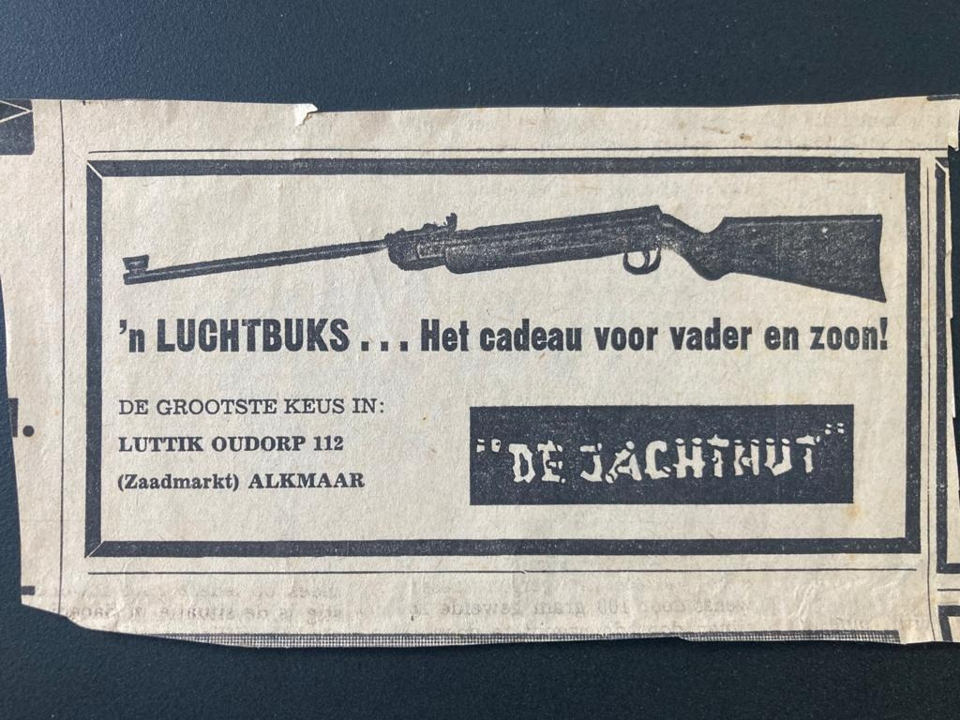 'n LUCHTBUKS . . . Het cadeau voor vader en zoon!
DE GROOTSTE KEUS IN:
LUTTIK OUDORP 112
(Zaadmarkt) ALKMAAR
"DE JACHTHUT"